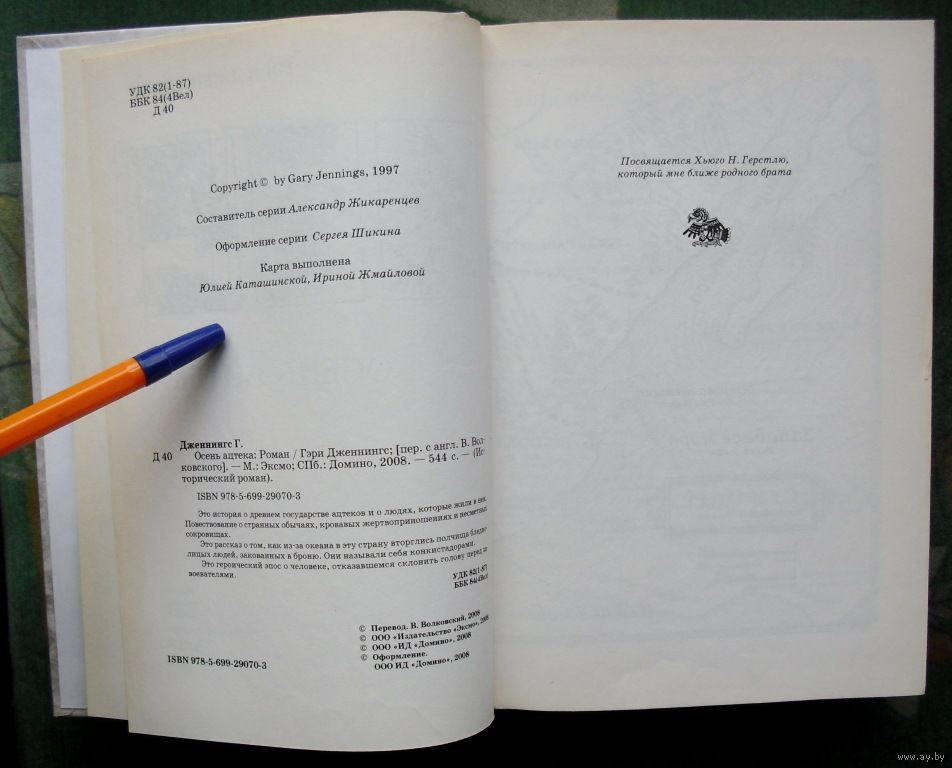 УДК 82(1-87)
ББК 84(4Вел)
Д 40
Copyright © by Gary Jennings, 1997
Составитель серии Александр Жикаренцев
Оформление серии Сергея Шикина
Карта выполнена
Юлией Каташинской, Ириной Жмайловой
Дженнингс Г.
Д 40 Осень ацтека: Роман / Гэри Дженнингс; [пер. с англ. В. Вол-
ковского]. — М.: Эксмо; СПб.: Домино, 2008. — 544 с. — (Ис-
торический роман).
ISBN 978-5-699-29070-3
Это история о древнем государстве ацтеков и о людях, которые жили в нем.
Повествование о странных обычаях, кровавых жертвоприношениях и несметных
сокровищах.
Это рассказ о том, как из-за океана в эту страну вторглись полчища бледно-
лицых людей, закованных в броню. Они называли себя конкистадорами.
Это героический эпос о человеке, отказавшемся склонить голову перед за-
воевателями.
УДК 82(1-87)
ББК 84(4Вел)
© Перевод. В. Волковский, 2008
© ООО «Издательство «Эксмо», 2008
© ООО «ИД «Домино», 2008
© Оформление.
ООО ИД «Домино», 2008
ISBN 978-5-699-29070-3
Посвящается Хьюго Н. Герстлю,
который мне ближе родного брата
www.ay.by